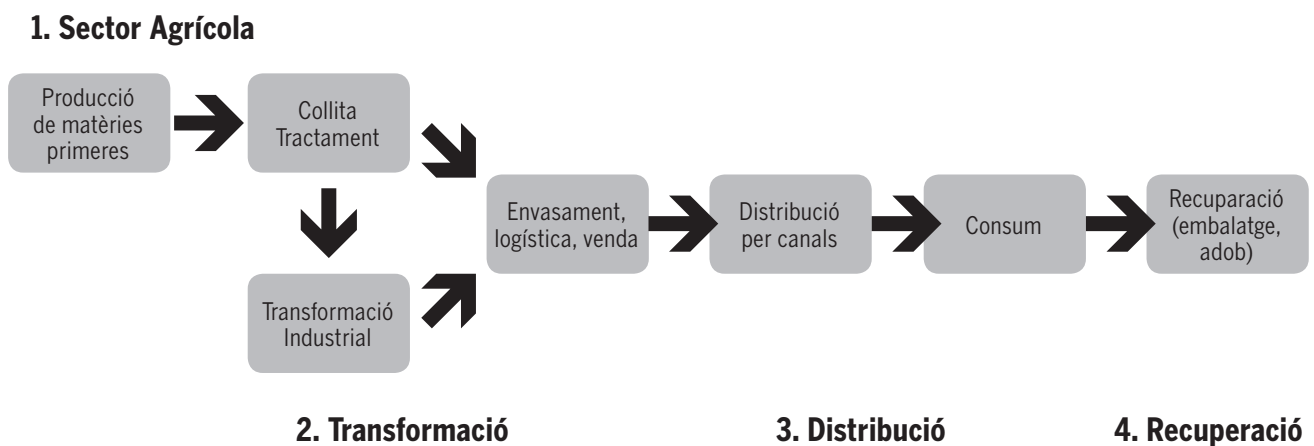 1. Sector Agrícola
Producció
de matèries
primeres
Collita
Tractament
Envasament,
logística, venda
Distribució
per canals
Consum
Recuparació
(embalatge,
adob)
Transformació
Industrial
2. Transformació
3. Distribució
4. Recuperació